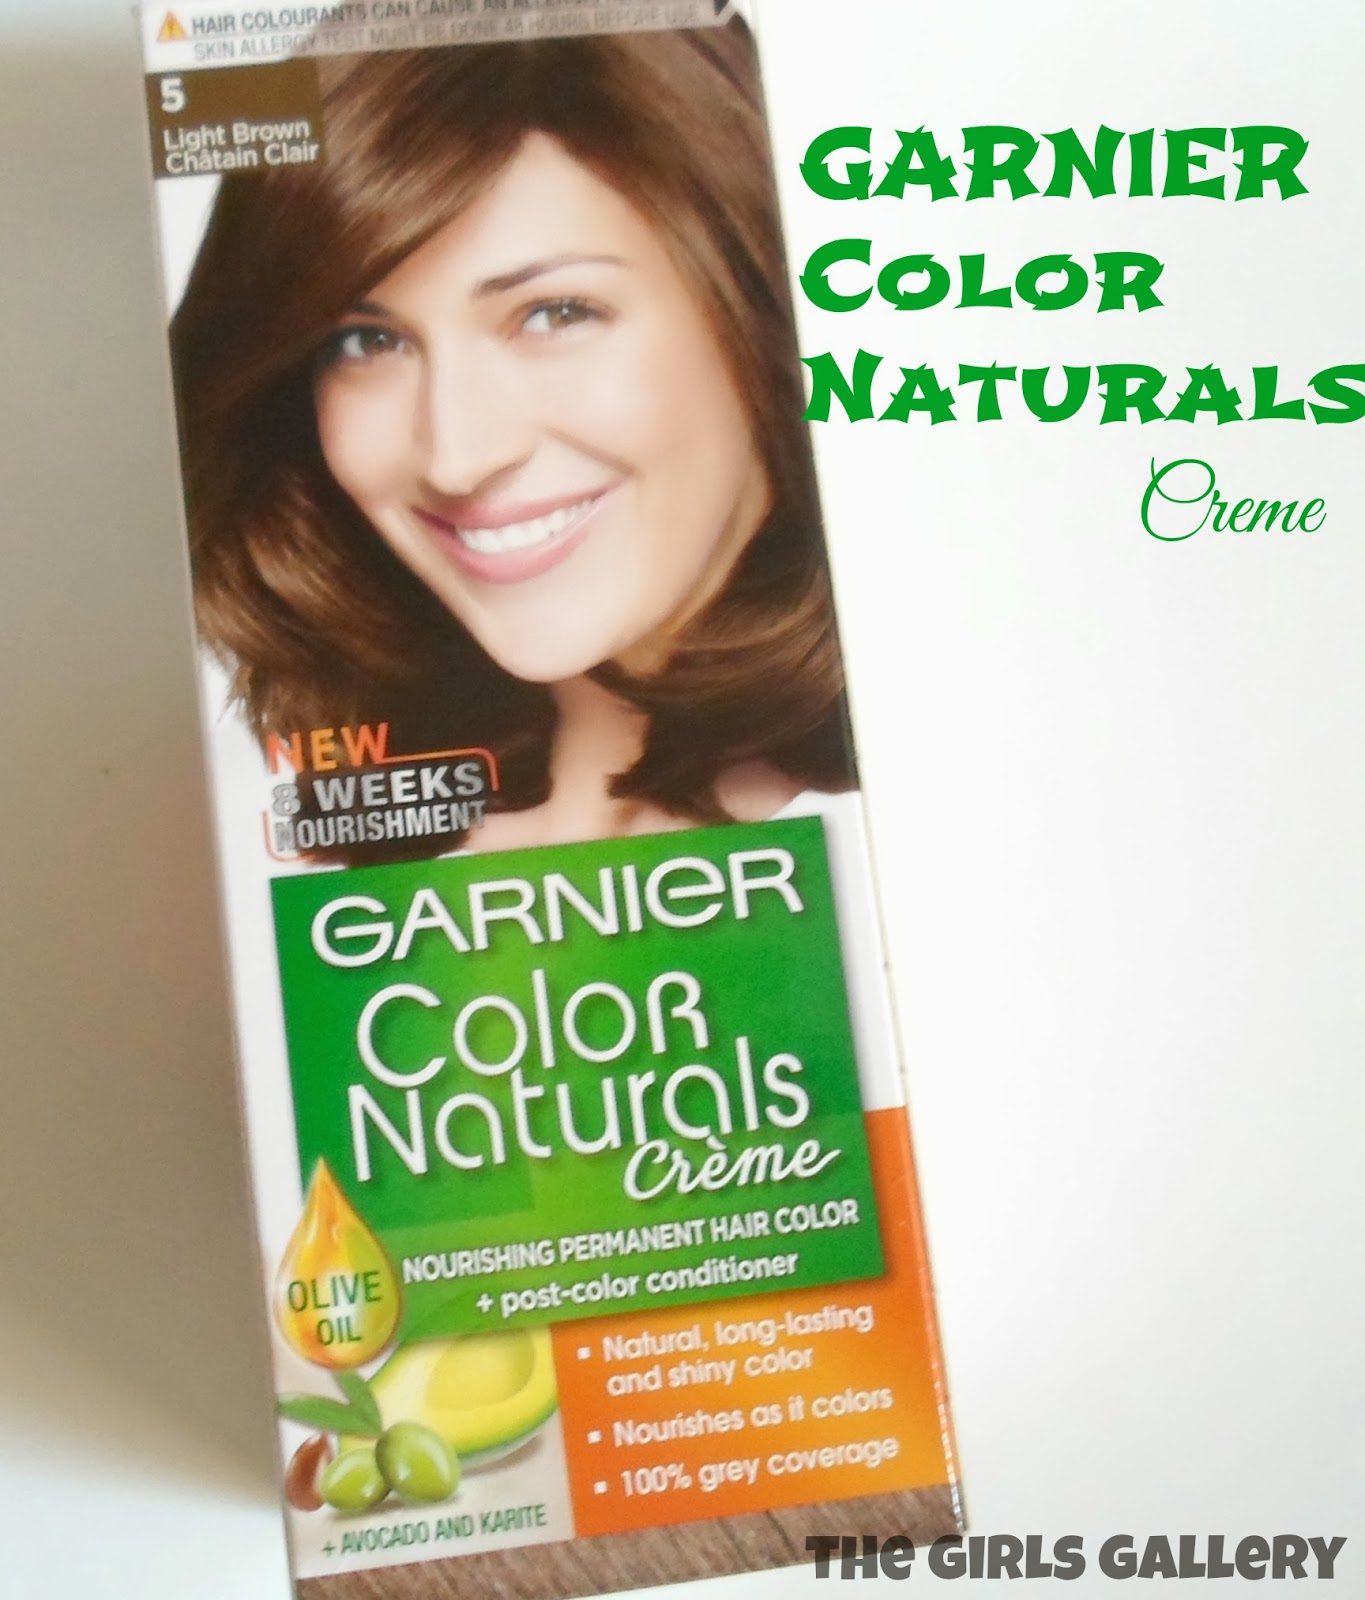 HAIR COLOURANTS CAN CAUSE AN ALLERGIC
SKIN ALLERGY TEST MUST BE DONE 48 HOURS BEFORE USE
5
Light Brown
Châtain Clair
GARNIER
COLOR
NATURALS
Creme
NEW
8 WEEKS
NOURISHMENT
GARNIER
Color
Naturals
Crème
NOURISHING PERMANENT HAIR COLOR
+ post-color conditioner
OLIVE
OIL
▪ Natural, long-lasting
and shiny color
▪ Nourishes as it colors
▪ 100% grey coverage
+ AVOCADO AND KARITE
THE GIRLS GALLERY